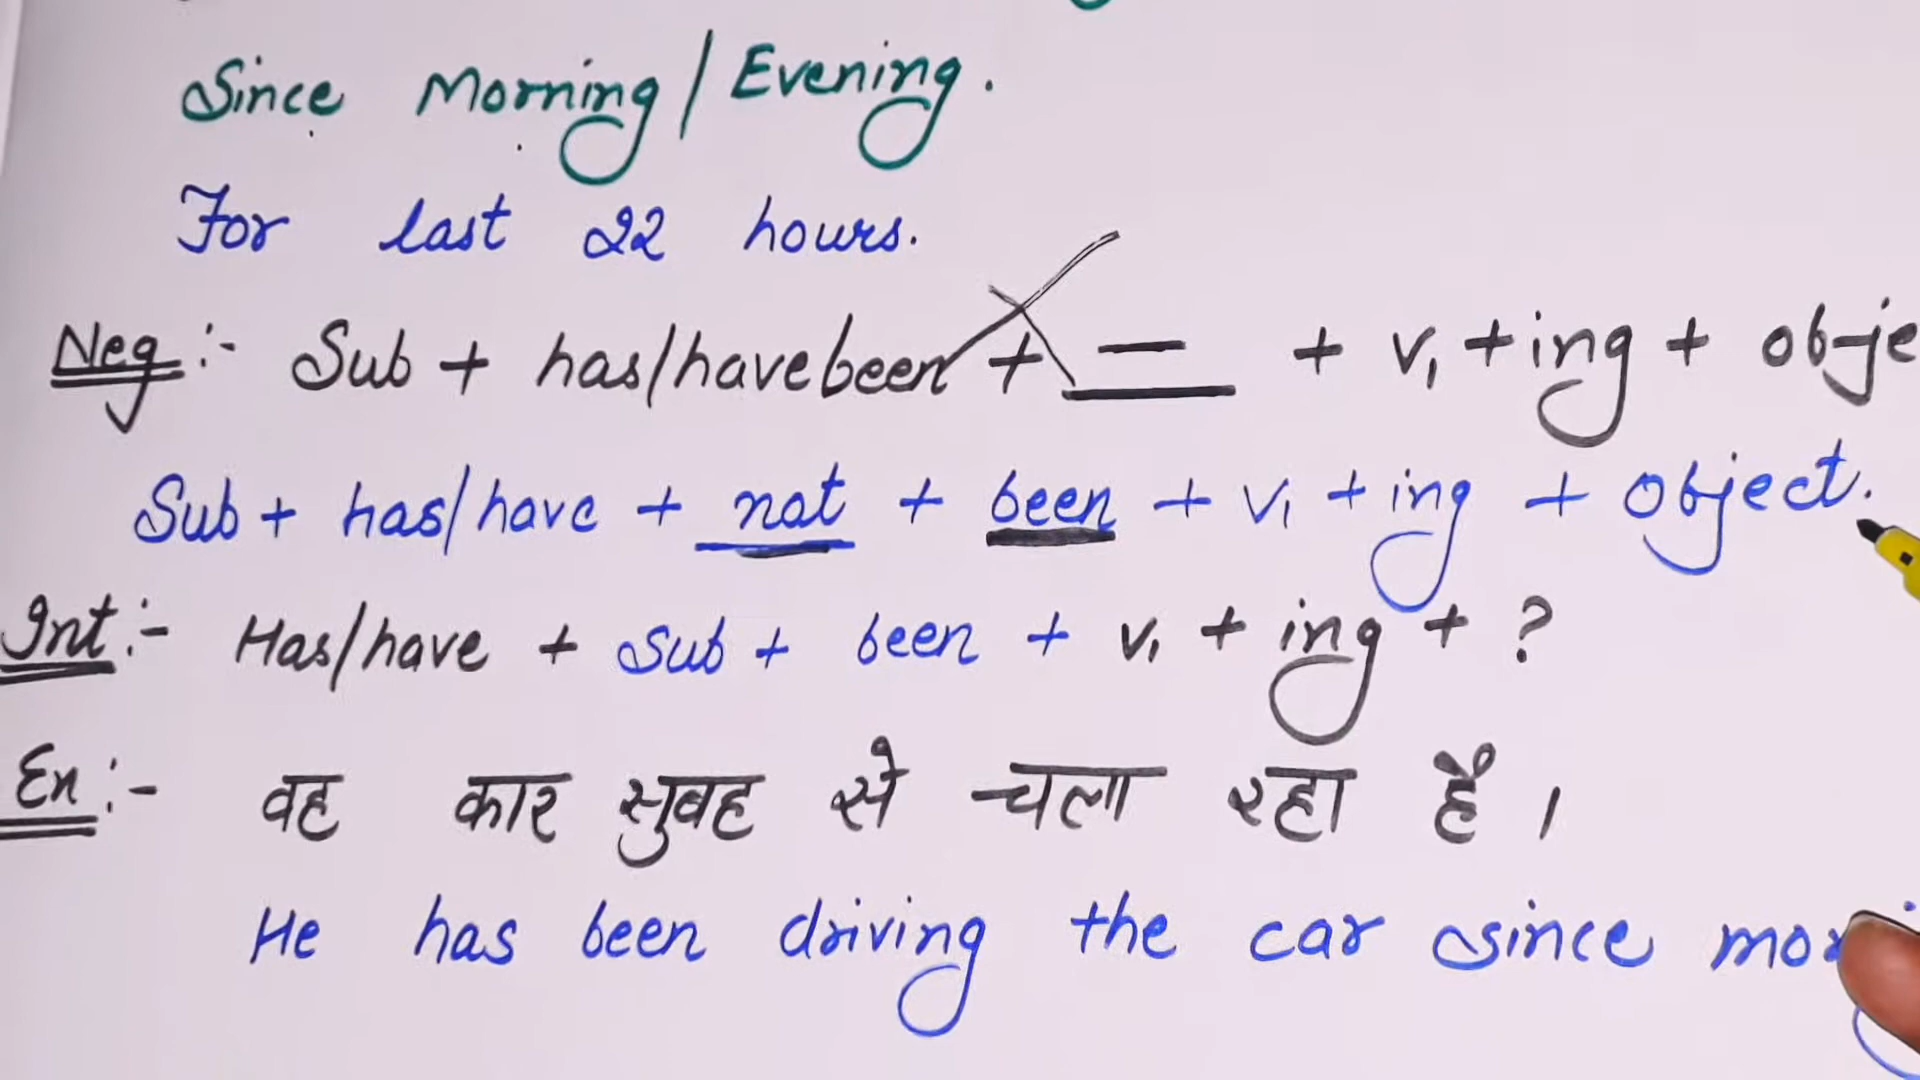 Since Morning/Evening.
For last 22 hours.
Neg:- Sub + has/have been + + V1 + ing + obje
Sub + has/have + not + been + V1 + ing + object.
Int:- Has/have + Sub + been + V1 + ing + ?
Ex:- वह कार सुबह से चला रहा है ।
He has been driving the car since mor